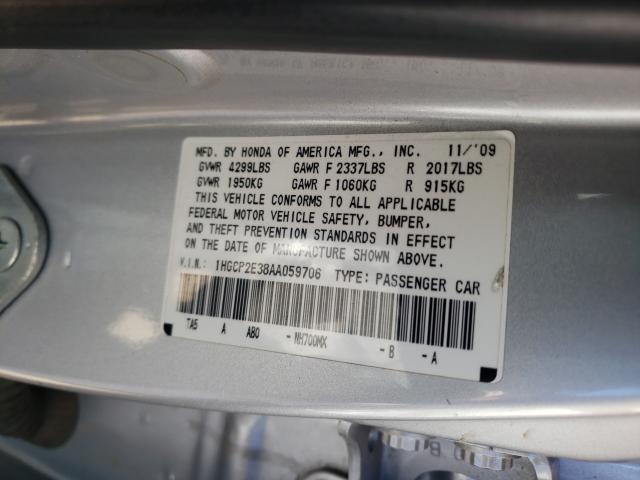 MFD. BY HONDA OF AMERICA MFG., INC. 11/'09
GVWR 4299LBS GAWR F 2337LBS R 2017LBS
GVWR 1950KG GAWR F 1060KG R 915KG
THIS VEHICLE CONFORMS TO ALL APPLICABLE
FEDERAL MOTOR VEHICLE SAFETY, BUMPER,
AND THEFT PREVENTION STANDARDS IN EFFECT
ON THE DATE OF MANUFACTURE SHOWN ABOVE.
V.I.N.: 1HGCP2E38AA059706 TYPE: PASSENGER CAR
TA5 A AB0 - NH700MX - B - A